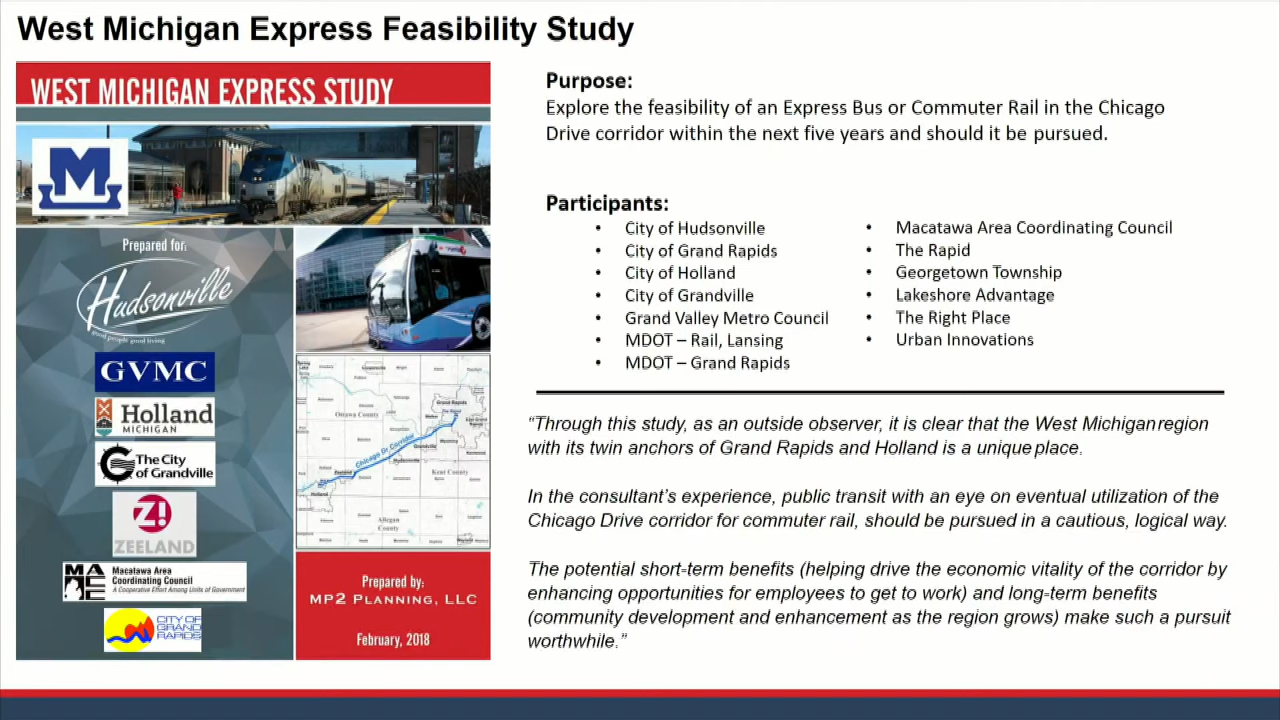 West Michigan Express Feasibility Study
WEST MICHIGAN EXPRESS STUDY
M
Prepared for:
Hudsonville
good people good living
GVMC
Holland
MICHIGAN
The City
of Grandville
Z!
ZEELAND
Macatawa Area
Coordinating Council
A Cooperative Effort Among Units of Government
CITY OF
GRAND
RAPIDS
Ottawa County
Grand Rapids
Chicago Dr Corridor
Kent County
Holland
Allegan
County
Prepared by:
MP2 PLANNING, LLC
February, 2018
Purpose:
Explore the feasibility of an Express Bus or Commuter Rail in the Chicago
Drive corridor within the next five years and should it be pursued.
Participants:
• City of Hudsonville
• City of Grand Rapids
• City of Holland
• City of Grandville
• Grand Valley Metro Council
• MDOT – Rail, Lansing
• MDOT – Grand Rapids
• Macatawa Area Coordinating Council
• The Rapid
• Georgetown Township
• Lakeshore Advantage
• The Right Place
• Urban Innovations
“Through this study, as an outside observer, it is clear that the West Michigan region
with its twin anchors of Grand Rapids and Holland is a unique place.
In the consultant’s experience, public transit with an eye on eventual utilization of the
Chicago Drive corridor for commuter rail, should be pursued in a cautious, logical way.
The potential short-term benefits (helping drive the economic vitality of the corridor by
enhancing opportunities for employees to get to work) and long-term benefits
(community development and enhancement as the region grows) make such a pursuit
worthwhile.”